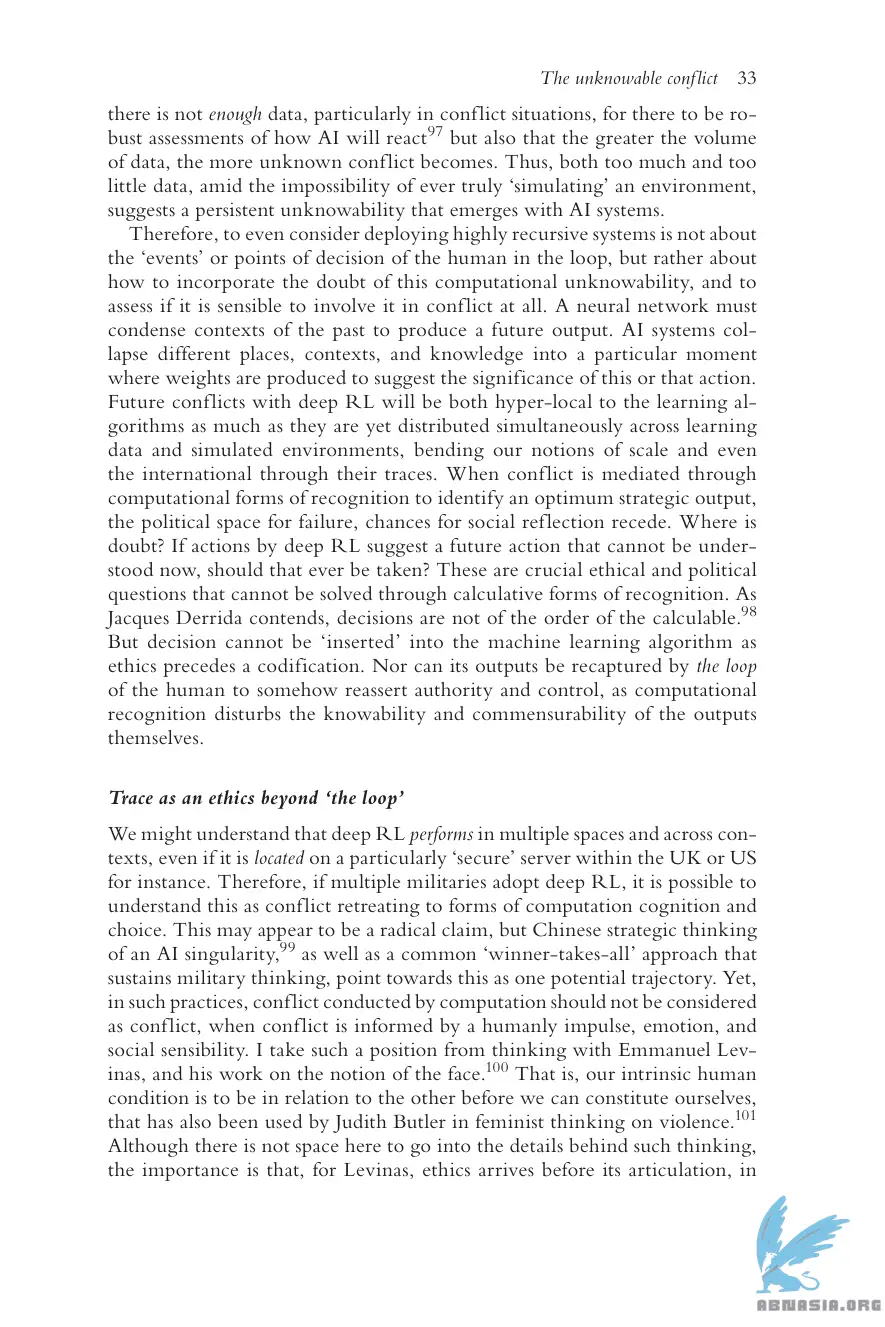 The unknowable conflict 33
there is not enough data, particularly in conflict situations, for there to be ro-
bust assessments of how AI will react97 but also that the greater the volume
of data, the more unknown conflict becomes. Thus, both too much and too
little data, amid the impossibility of ever truly ‘simulating’ an environment,
suggests a persistent unknowability that emerges with AI systems.
Therefore, to even consider deploying highly recursive systems is not about
the ‘events’ or points of decision of the human in the loop, but rather about
how to incorporate the doubt of this computational unknowability, and to
assess if it is sensible to involve it in conflict at all. A neural network must
condense contexts of the past to produce a future output. AI systems col-
lapse different places, contexts, and knowledge into a particular moment
where weights are produced to suggest the significance of this or that action.
Future conflicts with deep RL will be both hyper-local to the learning al-
gorithms as much as they are yet distributed simultaneously across learning
data and simulated environments, bending our notions of scale and even
the international through their traces. When conflict is mediated through
computational forms of recognition to identify an optimum strategic output,
the political space for failure, chances for social reflection recede. Where is
doubt? If actions by deep RL suggest a future action that cannot be under-
stood now, should that ever be taken? These are crucial ethical and political
questions that cannot be solved through calculative forms of recognition. As
Jacques Derrida contends, decisions are not of the order of the calculable.98
But decision cannot be ‘inserted’ into the machine learning algorithm as
ethics precedes a codification. Nor can its outputs be recaptured by the loop
of the human to somehow reassert authority and control, as computational
recognition disturbs the knowability and commensurability of the outputs
themselves.
Trace as an ethics beyond ‘the loop’
We might understand that deep RL performs in multiple spaces and across con-
texts, even if it is located on a particularly ‘secure’ server within the UK or US
for instance. Therefore, if multiple militaries adopt deep RL, it is possible to
understand this as conflict retreating to forms of computation cognition and
choice. This may appear to be a radical claim, but Chinese strategic thinking
of an AI singularity,99 as well as a common ‘winner-takes-all’ approach that
sustains military thinking, point towards this as one potential trajectory. Yet,
in such practices, conflict conducted by computation should not be considered
as conflict, when conflict is informed by a humanly impulse, emotion, and
social sensibility. I take such a position from thinking with Emmanuel Lev-
inas, and his work on the notion of the face.100 That is, our intrinsic human
condition is to be in relation to the other before we can constitute ourselves,
that has also been used by Judith Butler in feminist thinking on violence.101
Although there is not space here to go into the details behind such thinking,
the importance is that, for Levinas, ethics arrives before its articulation, in
ABNASIA.ORG